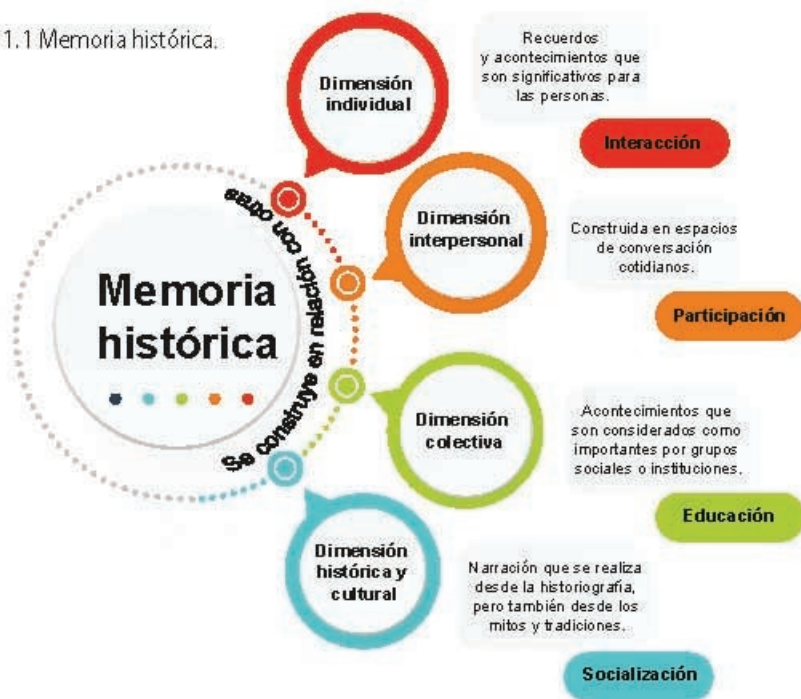 1.1 Memoria histórica.
Dimensión
individual
Recuerdos
y acontecimientos que
son significativos para
las personas.
Interacción
Dimensión
interpersonal
Construida en espacios
de conversación
cotidianos.
Participación
Memoria
histórica
Se construye en relación con otras
Dimensión
colectiva
Acontecimientos que
son considerados como
importantes por grupos
sociales o instituciones.
Educación
Dimensión
histórica y
cultural
Narración que se realiza
desde la historiografía,
pero también desde los
mitos y tradiciones.
Socialización